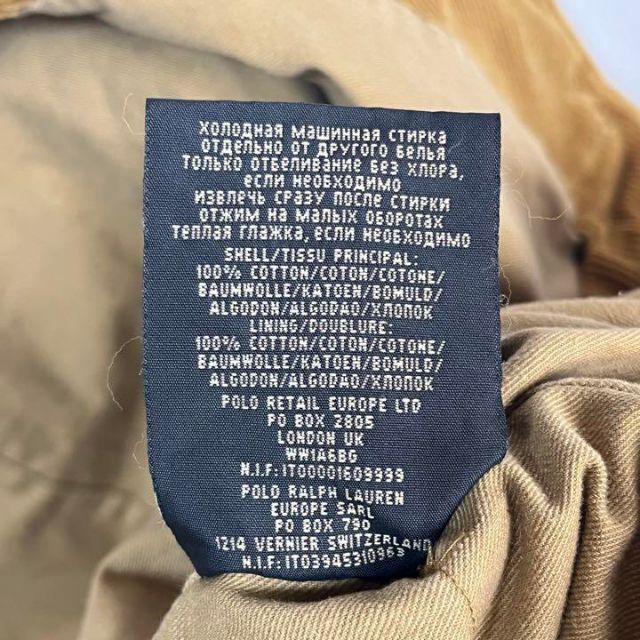 ХОЛОДНАЯ МАШИННАЯ СТИРКА
ОТДЕЛЬНО ОТ ДРУГОГО БЕЛЬЯ
ТОЛЬКО ОТБЕЛИВАНИЕ БЕЗ ХЛОРА,
ЕСЛИ НЕОБХОДИМО
ИЗВЛЕЧЬ СРАЗУ ПОСЛЕ СТИРКИ
ОТЖИМ НА МАЛЫХ ОБОРОТАХ
ТЕПЛАЯ ГЛАЖКА, ЕСЛИ НЕОБХОДИМО
SHELL/TISSU PRINCIPAL:
100% COTTON/COTON/COTONE/
BAUMWOLLE/KATOEN/BOMULD/
ALGODON/ALGODAO/ХЛОПОК
LINING/DOUBLURE:
100% COTTON/COTON/COTONE/
BAUMWOLLE/KATOEN/BOMULD/
ALGODON/ALGODAO/ХЛОПОК
POLO RETAIL EUROPE LTD
PO BOX 2805
LONDON UK
WW1A6BG
N.I.F: IT00001609999
POLO RALPH LAUREN
EUROPE SARL
PO BOX 790
1214 VERNIER SWITZERLAND
N.I.F: IT03945310963